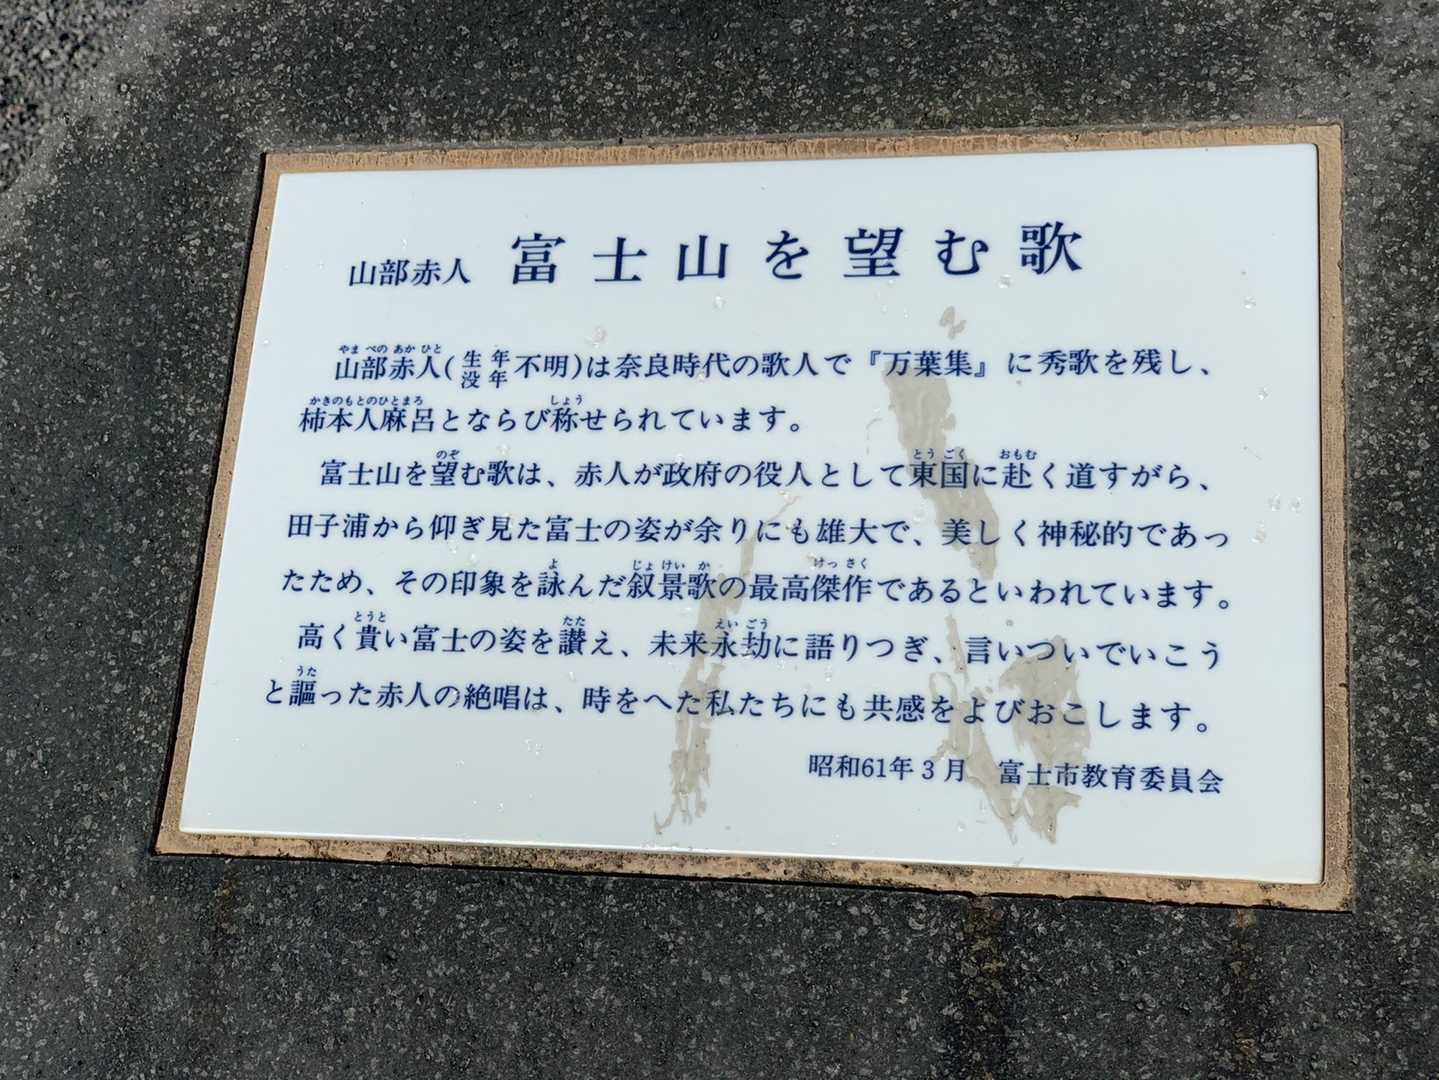 山部赤人 富士山を望む歌
山部赤人(生年没年不明)は奈良時代の歌人で『万葉集』に秀歌を残し、
柿本人麻呂とならび称せられています。
富士山を望む歌は、赤人が政府の役人として東国に赴く道すがら、
田子浦から仰ぎ見た富士の姿が余りにも雄大で、美しく神秘的であっ
たため、その印象を詠んだ叙景歌の最高傑作であるといわれています。
高く貴い富士の姿を讃え、未来永劫に語りつぎ、言いついでいこう
と謳った赤人の絶唱は、時をへた私たちにも共感をよびおこします。
昭和61年3月 富士市教育委員会